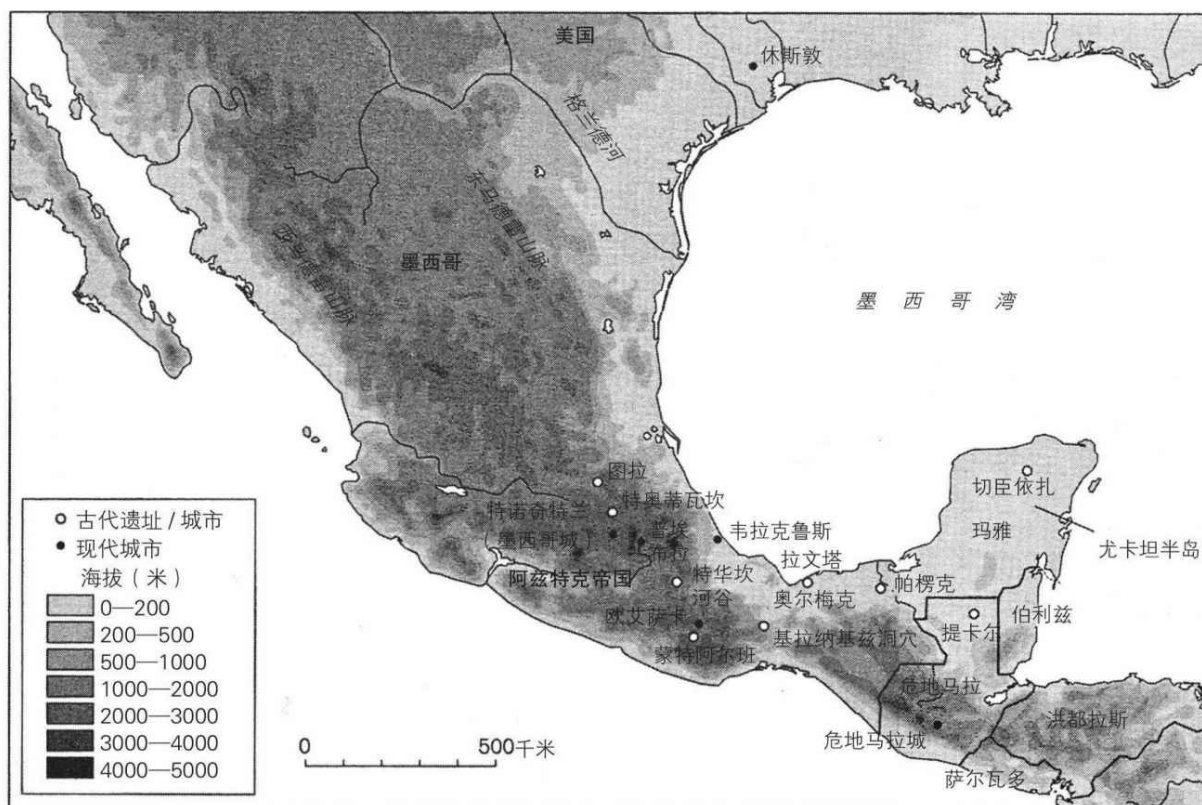 美国
休斯敦
格兰德河
东马德雷山脉
西马德雷山脉
墨西哥
墨 西 哥 湾
图拉
特奥蒂瓦坎
特诺奇特兰
墨西哥城
普埃
布拉
韦拉克鲁斯
切臣依扎
玛雅
尤卡坦半岛
拉文塔
阿兹特克帝国
特华坎
河谷
奥尔梅克
帕楞克
伯利兹
提卡尔
欧艾萨卡
基拉纳基兹洞穴
蒙特阿尔班
危地马拉
洪都拉斯
危地马拉城
萨尔瓦多
古代遗址 / 城市
现代城市
海拔（米）
0—200
200—500
500—1000
1000—2000
2000—3000
3000—4000
4000—5000
0 500千米